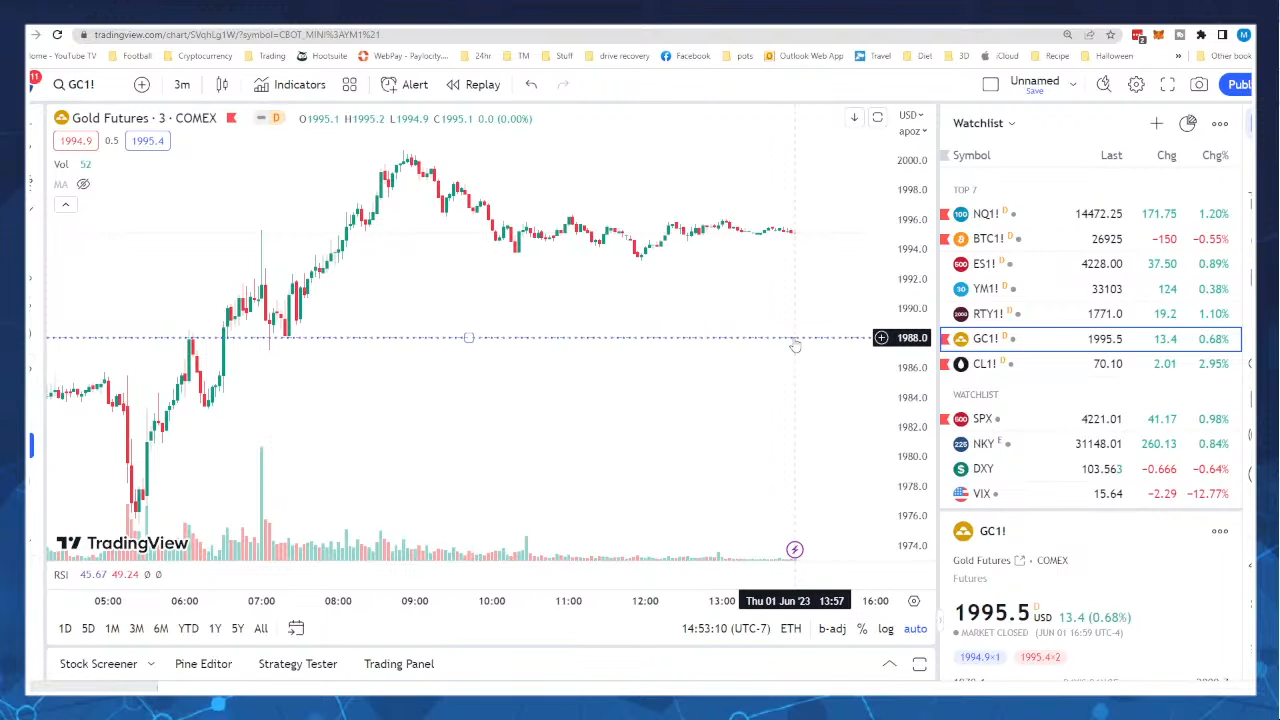 tradingview.com/chart/SVqhLg1W/?symbol=CBOT_MINI%3AYM1%21
2
M
ome - YouTube TV Football Cryptocurrency Trading Hootsuite WebPay - Paylocity... 24hr TM Stuff drive recovery Facebook pots Outlook Web App Travel Diet 3D iCloud Recipe Halloween » Other book
11 GC1! 3m Indicators Alert Replay Unnamed Save Publ
Gold Futures · 3 · COMEX D O1995.1 H1995.2 L1994.9 C1995.1 0.0 (0.00%)
1994.9 0.5 1995.4
Vol 52
MA
USD
apoz
2000.0
1998.0
1996.0
1994.0
1992.0
1990.0
1988.0
1986.0
1984.0
1982.0
1980.0
1978.0
1976.0
1974.0
TradingView
RSI 45.67 49.24 Ø Ø
05:00 06:00 07:00 08:00 09:00 10:00 11:00 12:00 13:00 Thu 01 Jun '23 13:57 16:00
1D 5D 1M 3M 6M YTD 1Y 5Y All 14:53:10 (UTC-7) ETH b-adj % log auto
Stock Screener Pine Editor Strategy Tester Trading Panel
Watchlist
Symbol Last Chg Chg%
TOP 7
100 NQ1! D 14472.25 171.75 1.20%
BTC1! D 26925 −150 −0.55%
500 ES1! D 4228.00 37.50 0.89%
30 YM1! D 33103 124 0.38%
2000 RTY1! D 1771.0 19.2 1.10%
GC1! D 1995.5 13.4 0.68%
CL1! D 70.10 2.01 2.95%
WATCHLIST
500 SPX 4221.01 41.17 0.98%
225 NKY E 31148.01 260.13 0.84%
$ DXY 103.563 −0.666 −0.64%
VIX 15.64 −2.29 −12.77%
GC1!
Gold Futures · COMEX
Futures
1995.5 D USD 13.4 (0.68%)
MARKET CLOSED (JUN 01 16:59 UTC-4)
1994.9×1 1995.4×2